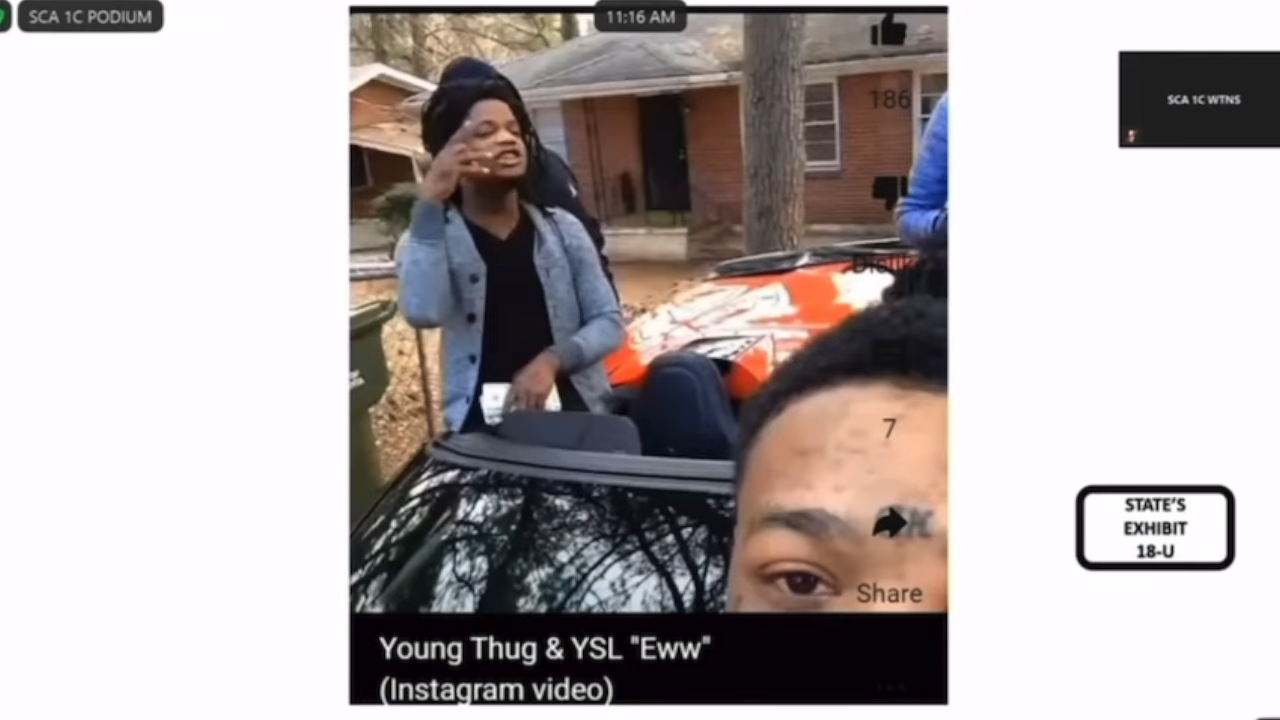 SCA 1C PODIUM
11:16 AM
186
SCA 1C WTNS
Dislike
7
Share
STATE'S
EXHIBIT
18-U
Young Thug & YSL "Eww"
(Instagram video)